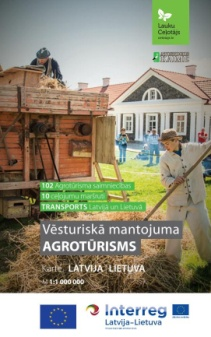 Lauku
Ceļotājs
102 Agrotūrisma saimniecības
10 ceļojumu maršruti
TRANSPORTS Latvijā un Lietuvā
Vēsturiskā mantojuma
AGROTŪRISMS
Karte LATVIJA LIETUVA
M 1:1 000 000
Interreg
Latvija-Lietuva